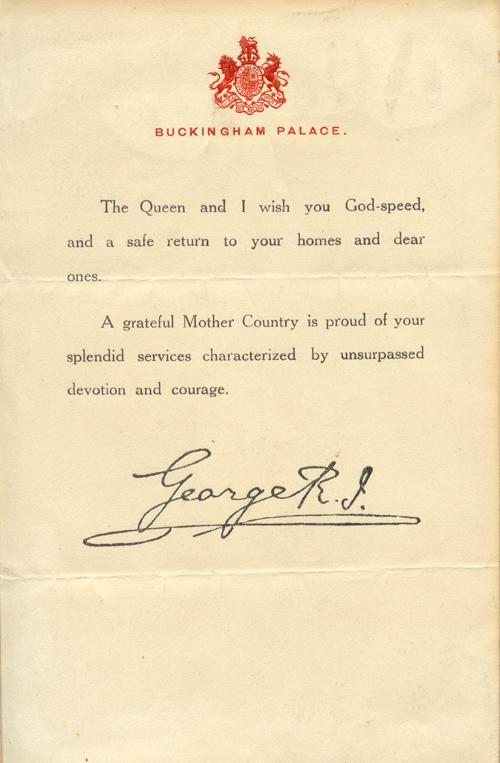 BUCKINGHAM PALACE.
The Queen and I wish you God-speed,
and a safe return to your homes and dear
ones.
A grateful Mother Country is proud of your
splendid services characterized by unsurpassed
devotion and courage.
George R.I.